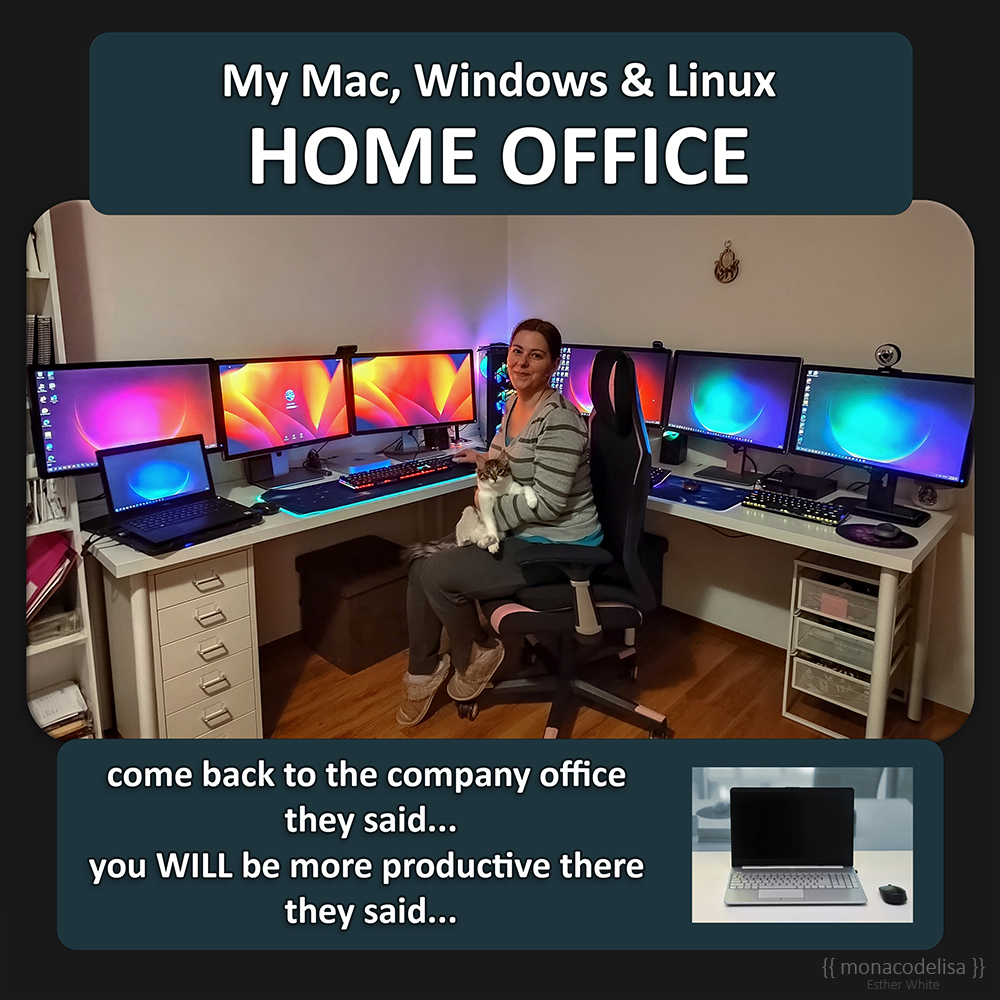 My Mac, Windows & Linux
HOME OFFICE
come back to the company office
they said...
you WILL be more productive there
they said...
{{ monacodelisa }}
Esther White